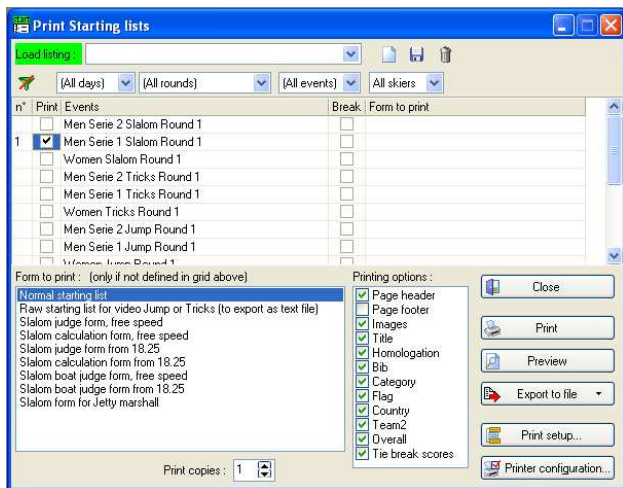 Print Starting lists
Load listing :
(All days) (All rounds) (All events) All skiers
n° Print Events Break Form to print
Men Serie 2 Slalom Round 1
1 Men Serie 1 Slalom Round 1
Women Slalom Round 1
Men Serie 2 Tricks Round 1
Men Serie 1 Tricks Round 1
Women Tricks Round 1
Men Serie 2 Jump Round 1
Men Serie 1 Jump Round 1
Women Jump Round 1
Form to print : (only if not defined in grid above)
Normal starting list
Raw starting list for video Jump or Tricks (to export as text file)
Slalom judge form, free speed
Slalom calculation form, free speed
Slalom judge form from 18.25
Slalom calculation form from 18.25
Slalom boat judge form, free speed
Slalom boat judge form from 18.25
Slalom form for Jetty marshall
Print copies : 1
Printing options :
Page header
Page footer
Images
Title
Homologation
Bib
Category
Flag
Country
Team2
Overall
Tie break scores
Close
Print
Preview
Export to file
Print setup...
Printer configuration...